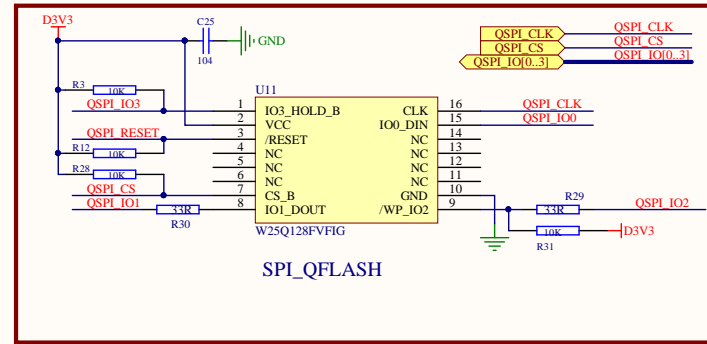 D3V3
C25
GND
104
QSPI_CLK QSPI_CLK
QSPI_CS QSPI_CS
QSPI_IO[0..3] QSPI_IO[0..3]
R3 10K
QSPI_IO3
U11
1 IO3_HOLD_B CLK 16 QSPI_CLK
2 VCC IO0_DIN 15 QSPI_IO0
QSPI_RESET 3 /RESET NC 14
R12 10K 4 NC NC 13
5 NC NC 12
R28 10K 6 NC NC 11
QSPI_CS 7 CS_B GND 10
QSPI_IO1 33R 8 IO1_DOUT /WP_IO2 9 33R QSPI_IO2
R29
R30
W25Q128FVFIG
10K D3V3
R31
SPI_QFLASH